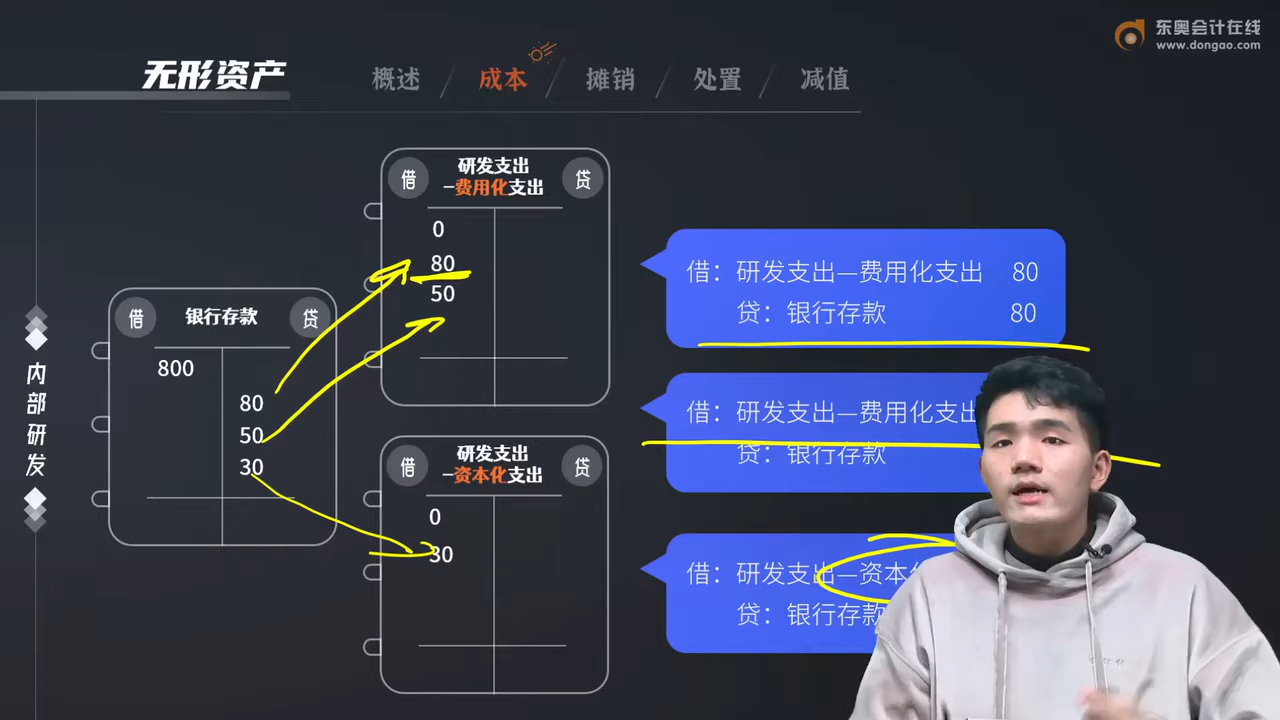 东奥会计在线
www.dongao.com
无形资产
概述 / 成本 / 摊销 / 处置 / 减值
内部研发
借 银行存款 贷
800
80
50
30
借 研发支出 贷
-费用化支出
0
80
50
借 研发支出 贷
-资本化支出
0
30
借：研发支出—费用化支出 80
贷：银行存款 80
借：研发支出—费用化支出
贷：银行存款
借：研发支出—资本
贷：银行存款